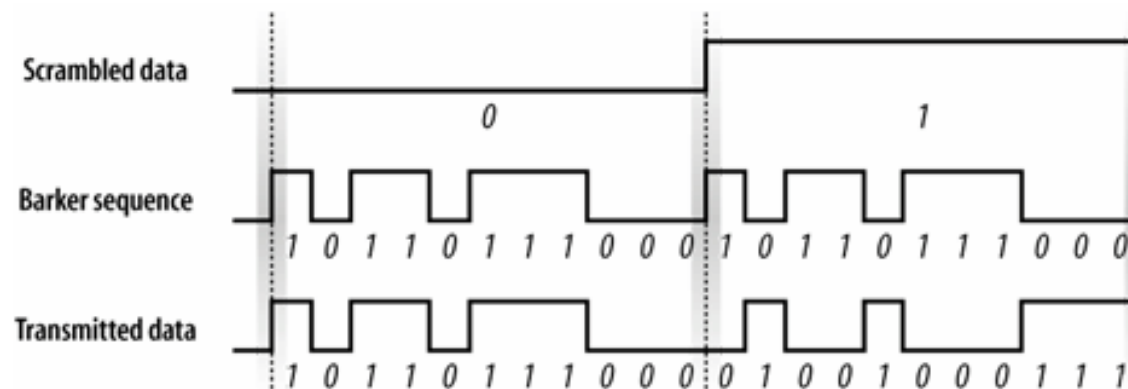 Scrambled data
0 1
Barker sequence
1 0 1 1 0 1 1 1 0 0 0 1 0 1 1 0 1 1 1 0 0 0
Transmitted data
1 0 1 1 0 1 1 1 0 0 0 0 1 0 0 1 0 0 0 1 1 1